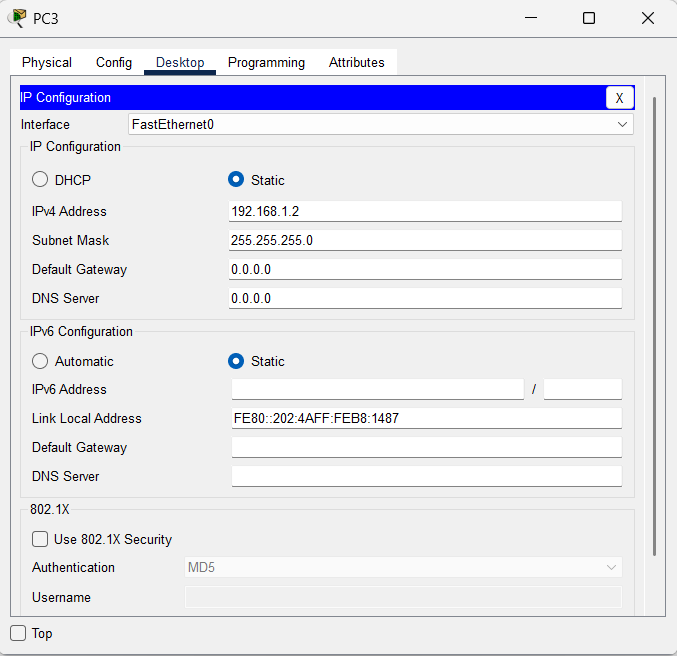 PC3
Physical Config Desktop Programming Attributes
IP Configuration X
Interface FastEthernet0
IP Configuration
DHCP Static
IPv4 Address 192.168.1.2
Subnet Mask 255.255.255.0
Default Gateway 0.0.0.0
DNS Server 0.0.0.0
IPv6 Configuration
Automatic Static
IPv6 Address /
Link Local Address FE80::202:4AFF:FEB8:1487
Default Gateway
DNS Server
802.1X
Use 802.1X Security
Authentication MD5
Username
Top